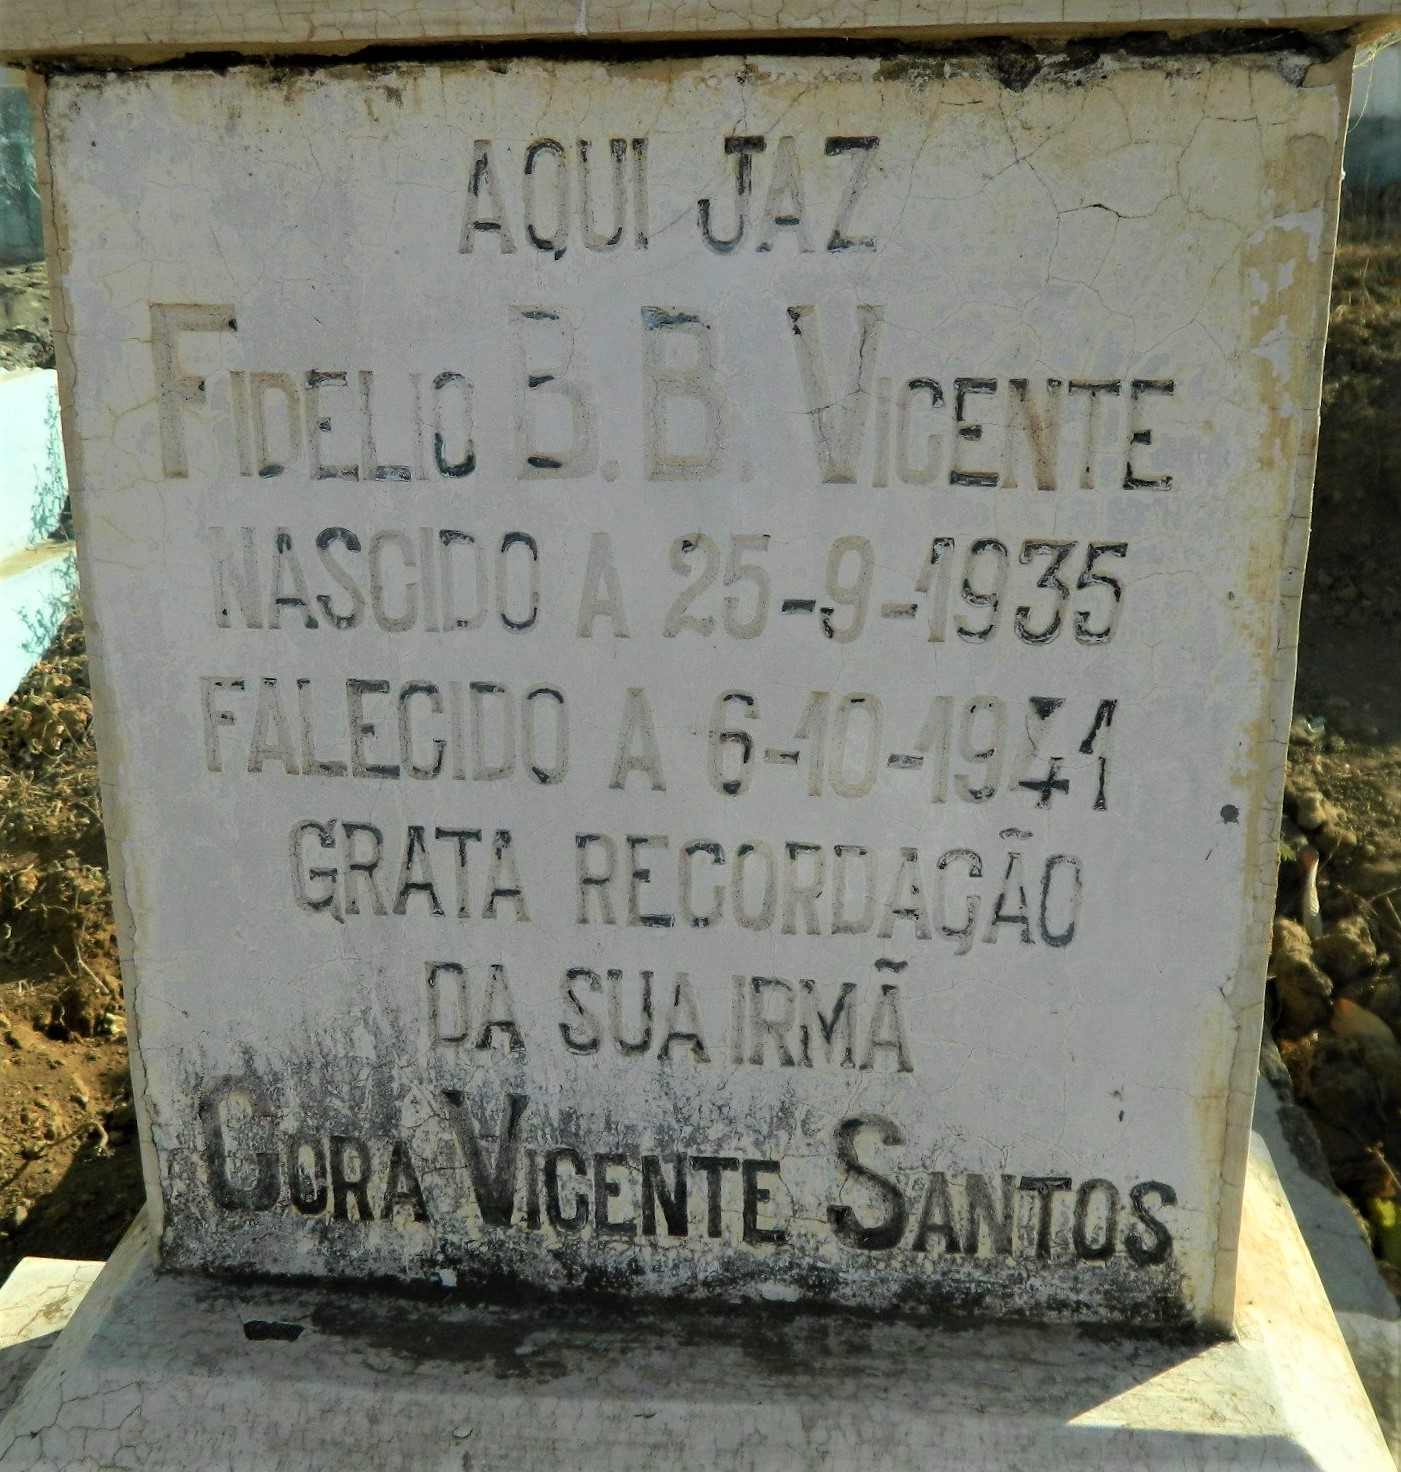 AQUI JAZ
FIDELIO B. B. VICENTE
NASCIDO A 25-9-1935
FALECIDO A 6-10-1941
GRATA RECORDAÇÃO
DA SUA IRMÃ
CORA VICENTE SANTOS